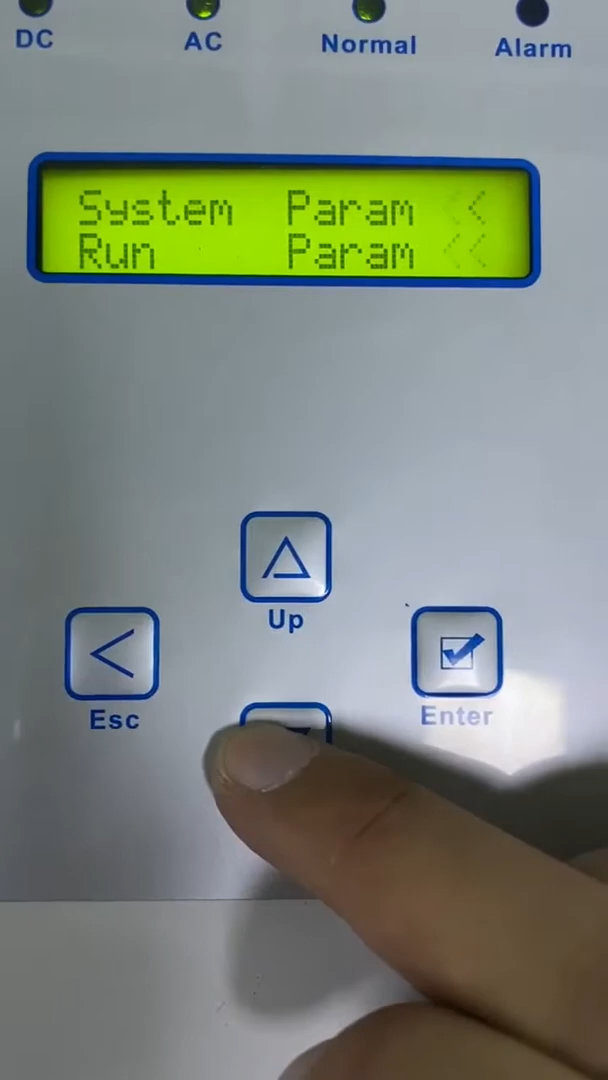 DC AC Normal Alarm
System Param <<
Run Param <<
Up
Esc
Enter